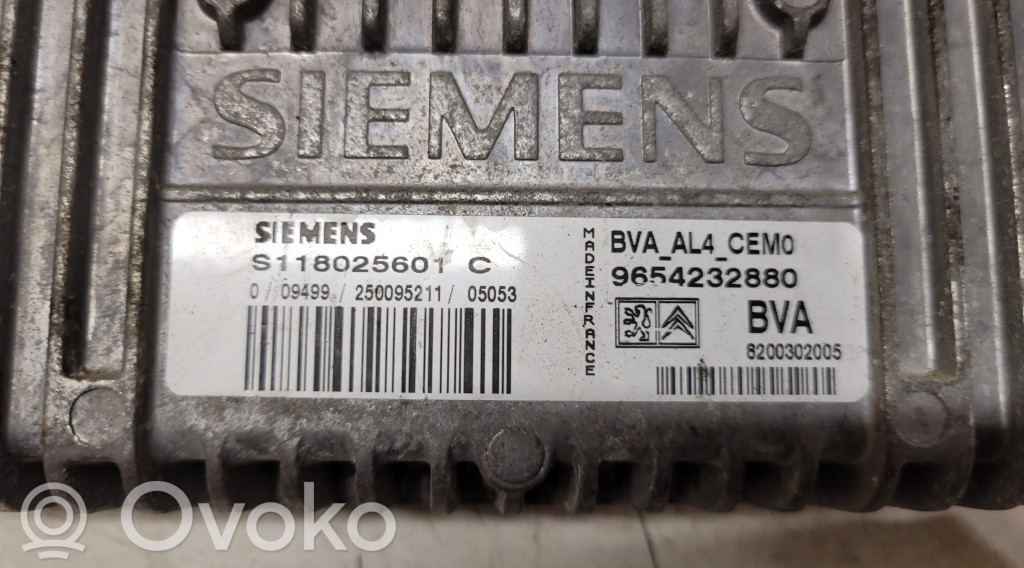 SIEMENS
SIEMENS
S118025601 C
0 / 09499 / 250095211 / 05053
MADEINFRANCE
BVA_AL4_CEM0
9654232880
BVA
8200302005
Ovoko